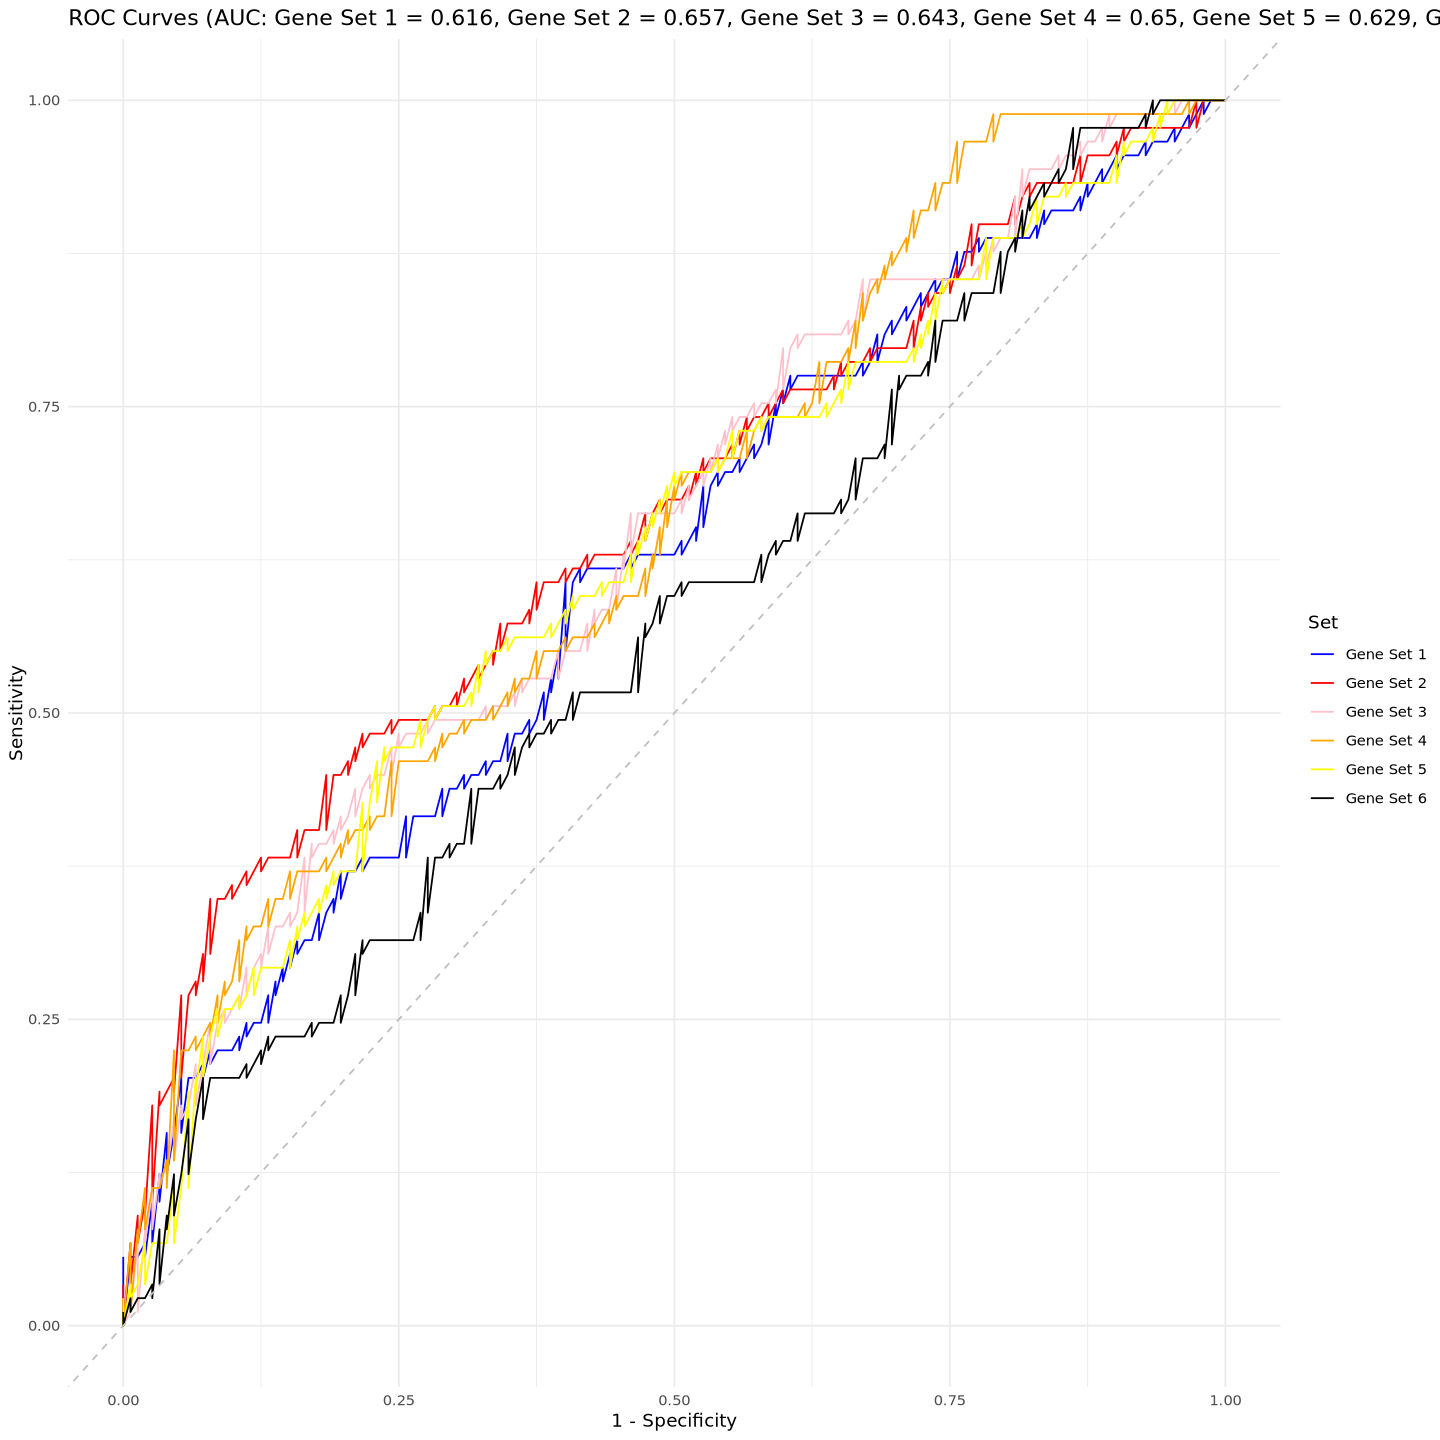 ROC Curves (AUC: Gene Set 1 = 0.616, Gene Set 2 = 0.657, Gene Set 3 = 0.643, Gene Set 4 = 0.65, Gene Set 5 = 0.629, G
1.00
0.75
0.50
0.25
0.00
Sensitivity
0.00 0.25 0.50 0.75 1.00
1 - Specificity
Set
Gene Set 1
Gene Set 2
Gene Set 3
Gene Set 4
Gene Set 5
Gene Set 6